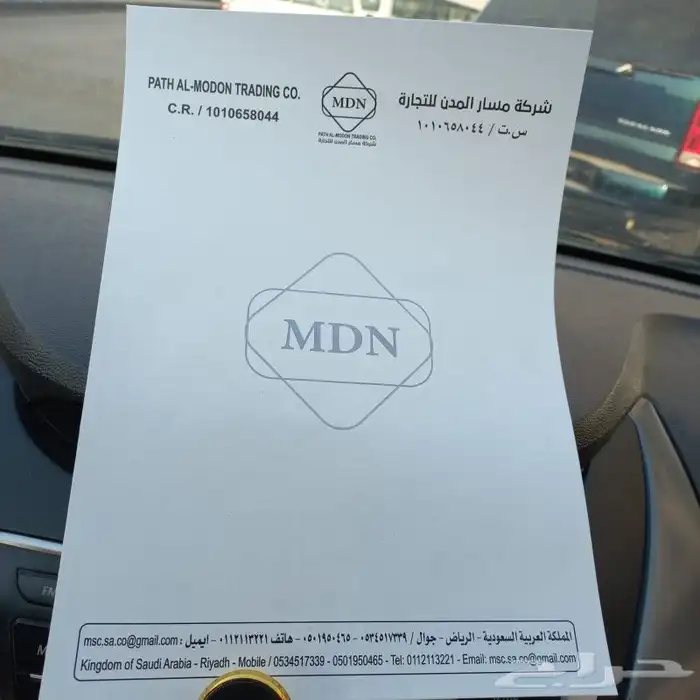 PATH AL-MODON TRADING CO.
C.R. / 1010658044
MDN
PATH AL-MODON TRADING CO.
شركة مسار المدن للتجارة
شركة مسار المدن للتجارة
س.ت / ١٠١٠٦٥٨٠٤٤
MDN
المملكة العربية السعودية - الرياض - جوال / ٠٥٣٤٥١٧٣٣٩ - ٠٥٠١٩٥٠٤٦٥ - هاتف ٠١١٢١١٣٢٢١ - ايميل : msc.sa.co@gmail.com
Kingdom of Saudi Arabia - Riyadh - Mobile / 0534517339 - 0501950465 - Tel: 0112113221 - Email: msc.sa.co@gmail.com
حراج